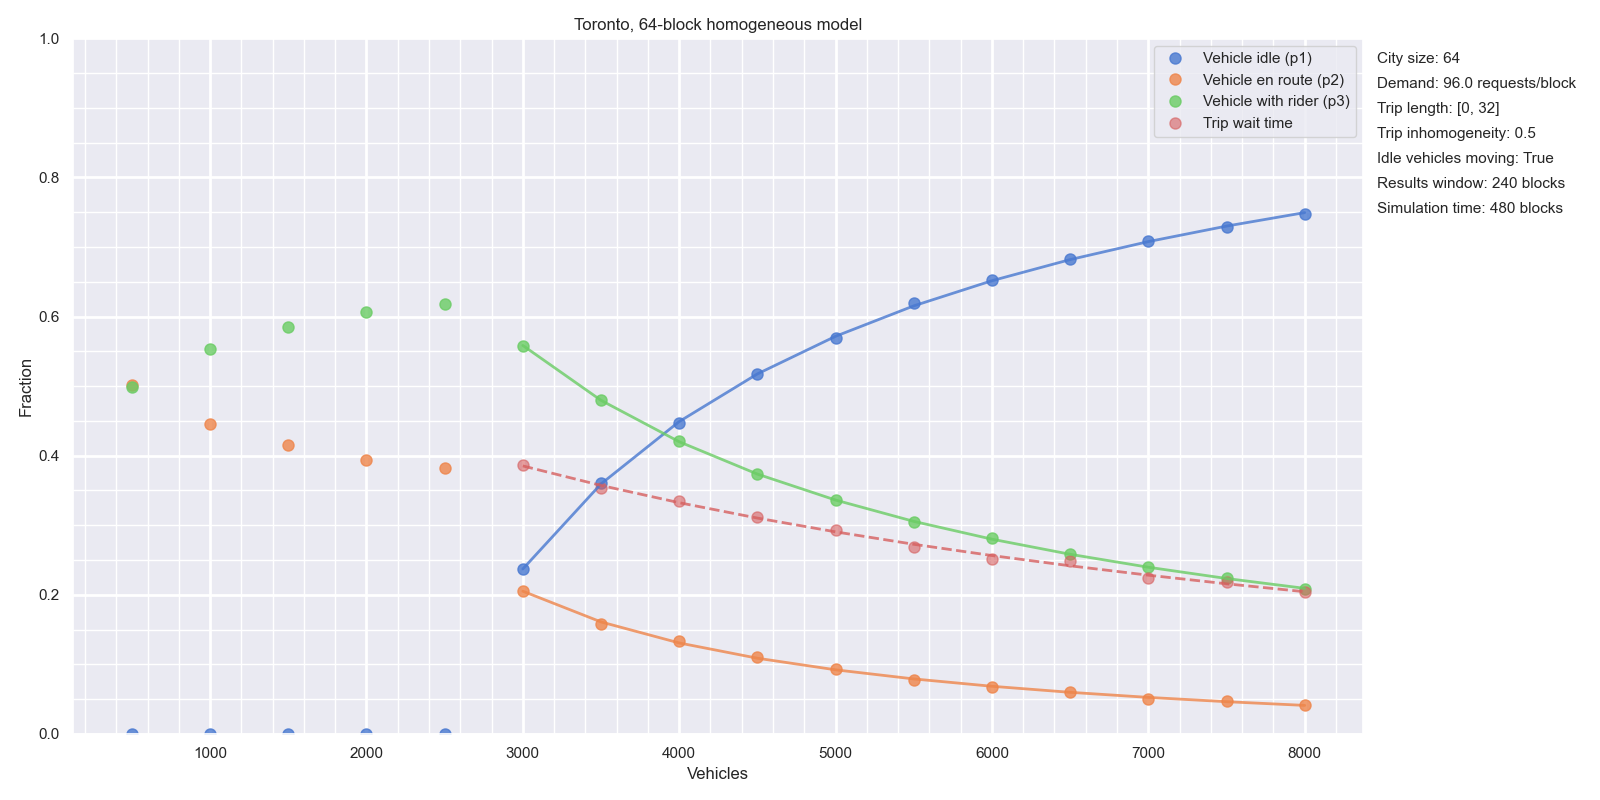 Toronto, 64-block homogeneous model
1.0
0.8
0.6
0.4
0.2
0.0
Fraction
Vehicle idle (p1)
Vehicle en route (p2)
Vehicle with rider (p3)
Trip wait time
City size: 64
Demand: 96.0 requests/block
Trip length: [0, 32]
Trip inhomogeneity: 0.5
Idle vehicles moving: True
Results window: 240 blocks
Simulation time: 480 blocks
1000 2000 3000 4000 5000 6000 7000 8000
Vehicles